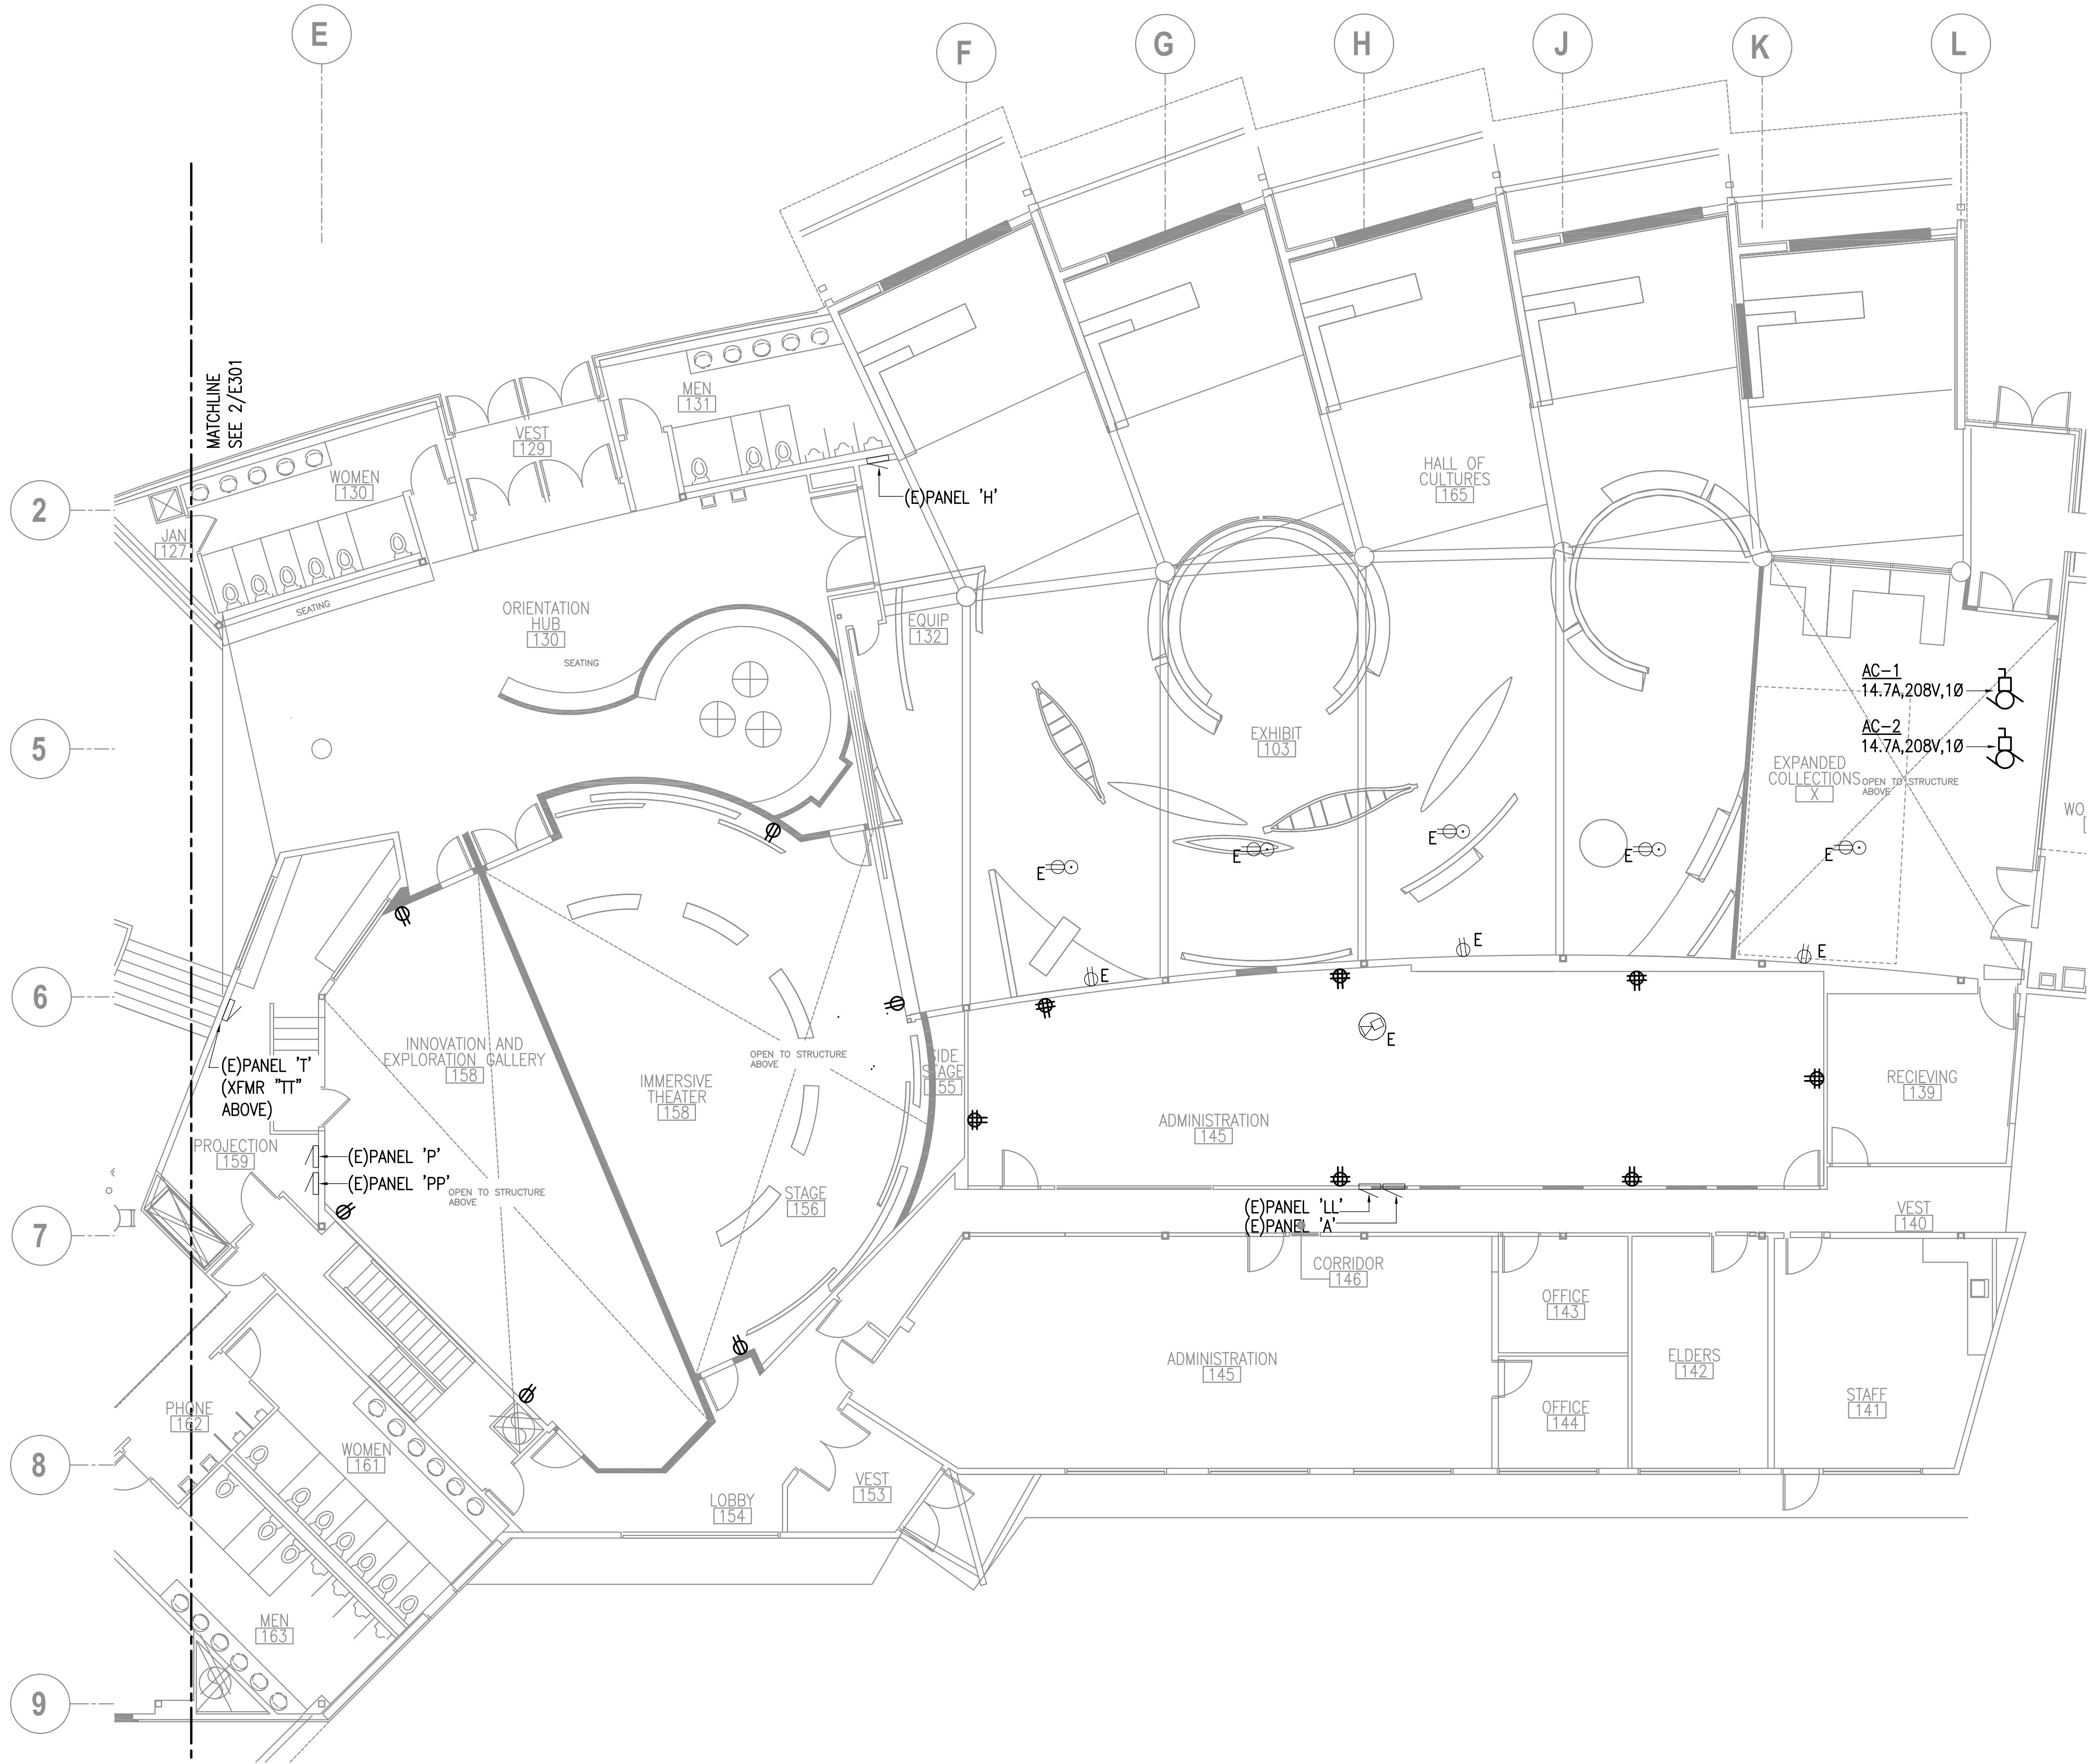 E
F
G
H
J
K
L
MATCHLINE
SEE 2/E301
MEN
131
VEST
129
WOMEN
130
(E)PANEL 'H'
HALL OF
CULTURES
165
2
JAN
127
SEATING
ORIENTATION
HUB
130
SEATING
EQUIP
132
AC-1
14.7A,208V,1Ø
AC-2
14.7A,208V,1Ø
5
EXHIBIT
103
EXPANDED
COLLECTIONS
X
OPEN TO STRUCTURE
ABOVE
WO
E
E
E
E
E
E
E
E
6
INNOVATION AND
EXPLORATION GALLERY
158
OPEN TO STRUCTURE
ABOVE
SIDE
STAGE
155
E
(E)PANEL 'T'
(XFMR "TT"
ABOVE)
IMMERSIVE
THEATER
158
RECIEVING
139
ADMINISTRATION
145
PROJECTION
159
(E)PANEL 'P'
(E)PANEL 'PP'
OPEN TO STRUCTURE
ABOVE
STAGE
156
(E)PANEL 'LL'
(E)PANEL 'A'
VEST
140
7
CORRIDOR
146
OFFICE
143
ADMINISTRATION
145
ELDERS
142
STAFF
141
OFFICE
144
PHONE
162
WOMEN
161
8
VEST
153
LOBBY
154
MEN
163
9